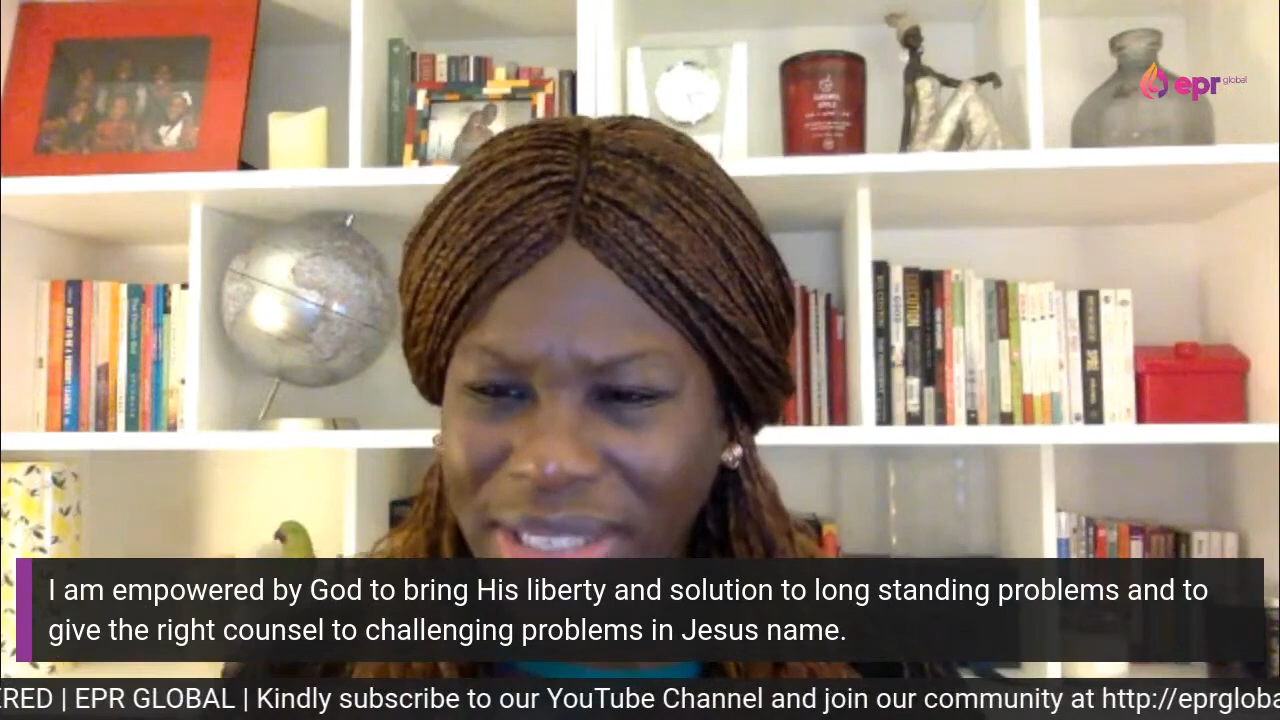 epr global
EXECUTION
I am empowered by God to bring His liberty and solution to long standing problems and to
give the right counsel to challenging problems in Jesus name.
ERED | EPR GLOBAL | Kindly subscribe to our YouTube Channel and join our community at http://eprgloba